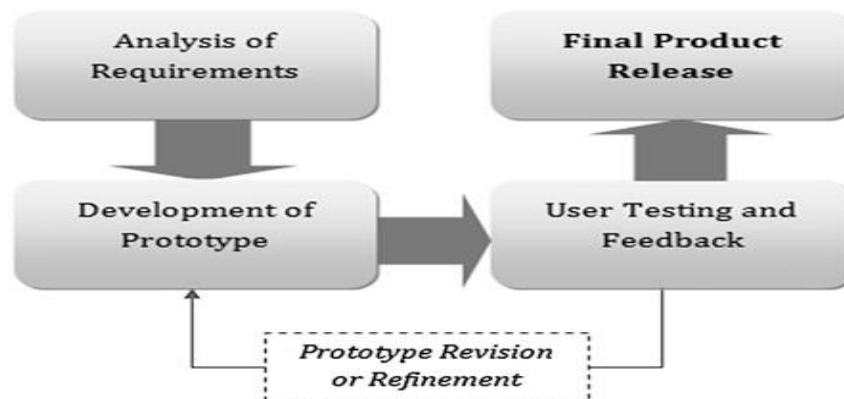 Analysis of
Requirements
Final Product
Release
Development of
Prototype
User Testing and
Feedback
Prototype Revision
or Refinement